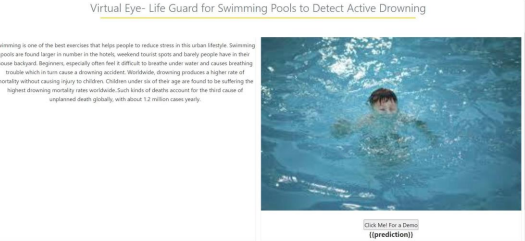 Virtual Eye- Life Guard for Swimming Pools to Detect Active Drowning
wimming is one of the best exercises that helps people to reduce stress in this urban lifestyle. Swimming
pools are found larger in number in the hotels, weekend tourist spots and barely people have in their
ouse backyard. Beginners, especially often feel it difficult to breathe under water and causes breathing
trouble which in turn cause a drowning accident. Worldwide, drowning produces a higher rate of
ortality without causing injury to children. Children under six of their age are found to be suffering the
highest drowning mortality rates worldwide. Such kinds of deaths account for the third cause of
unplanned death globally, with about 1.2 million cases yearly.
Click Me! For a Demo
{{prediction}}